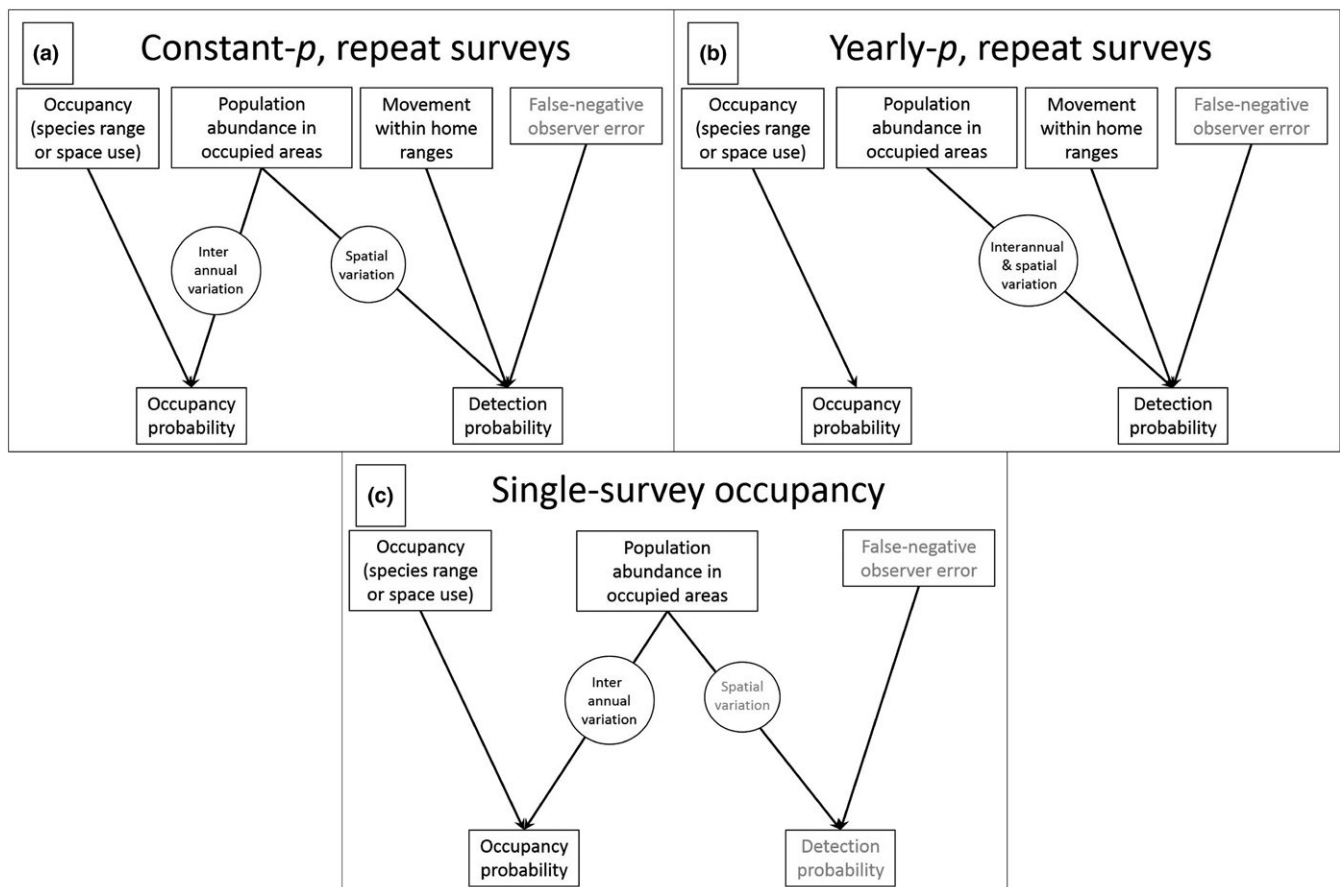 (a)
Constant-p, repeat surveys
Occupancy
(species range
or space use)
Population
abundance in
occupied areas
Movement
within home
ranges
False-negative
observer error
Inter
annual
variation
Spatial
variation
Occupancy
probability
Detection
probability
(b)
Yearly-p, repeat surveys
Occupancy
(species range
or space use)
Population
abundance in
occupied areas
Movement
within home
ranges
False-negative
observer error
Interannual
& spatial
variation
Occupancy
probability
Detection
probability
(c)
Single-survey occupancy
Occupancy
(species range
or space use)
Population
abundance in
occupied areas
False-negative
observer error
Inter
annual
variation
Spatial
variation
Occupancy
probability
Detection
probability